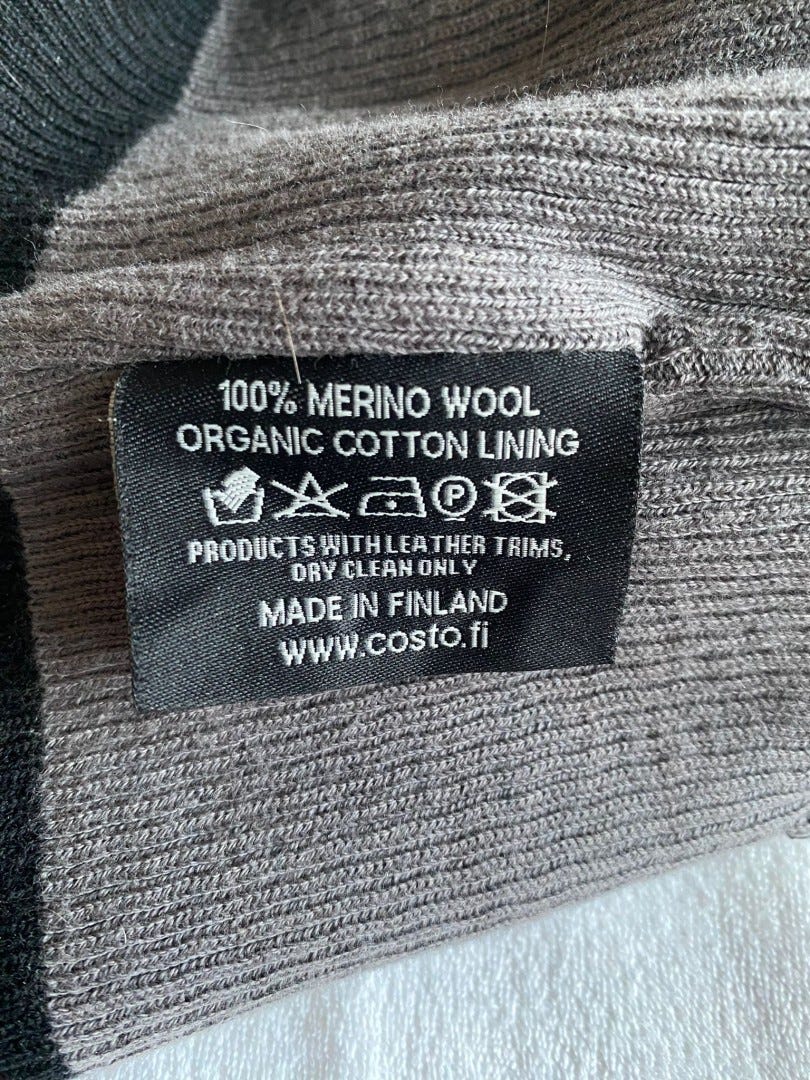 100% MERINO WOOL
ORGANIC COTTON LINING
P
PRODUCTS WITH LEATHER TRIMS,
DRY CLEAN ONLY
MADE IN FINLAND
www.costo.fi